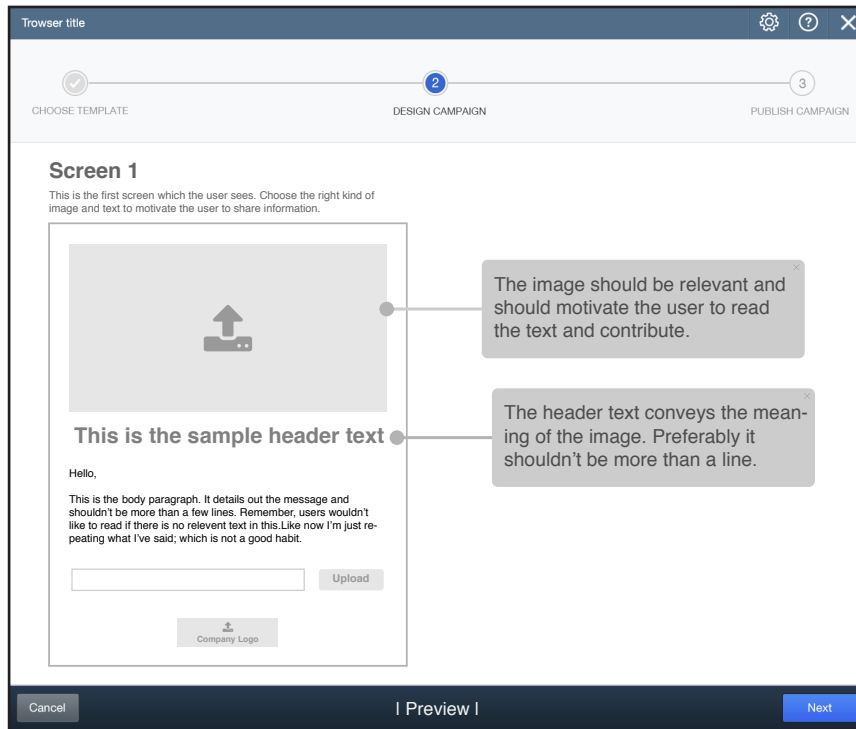 Trowser title
CHOOSE TEMPLATE
2
DESIGN CAMPAIGN
3
PUBLISH CAMPAIGN
Screen 1
This is the first screen which the user sees. Choose the right kind of
image and text to motivate the user to share information.
The image should be relevant and
should motivate the user to read
the text and contribute.
This is the sample header text
The header text conveys the mean-
ing of the image. Preferably it
shouldn’t be more than a line.
Hello,
This is the body paragraph. It details out the message and
shouldn’t be more than a few lines. Remember, users wouldn’t
like to read if there is no relevent text in this.Like now I’m just re-
peating what I’ve said; which is not a good habit.
Upload
Company Logo
Cancel
| Preview |
Next